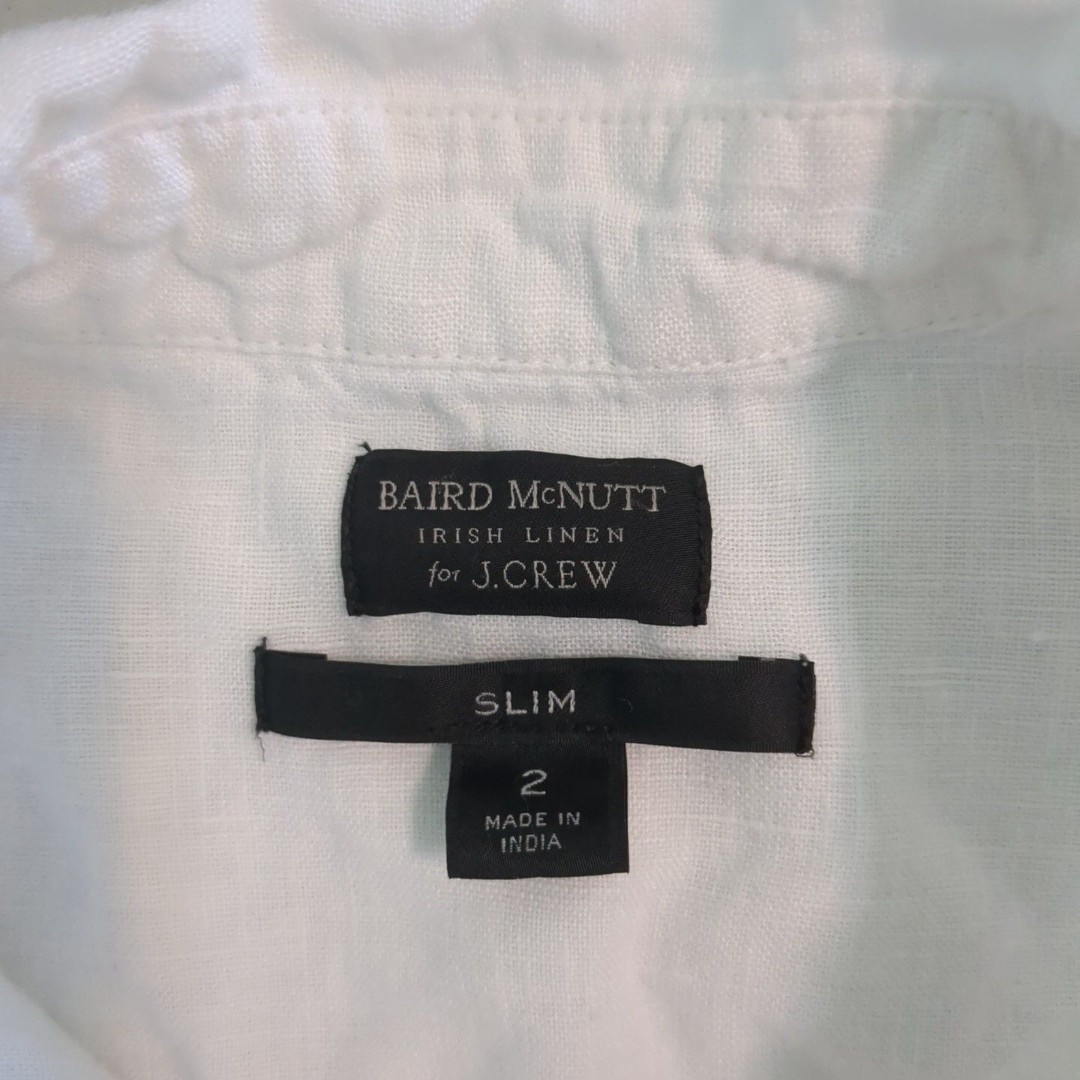 BAIRD McNUTT
IRISH LINEN
for J.CREW
SLIM
2
MADE IN
INDIA